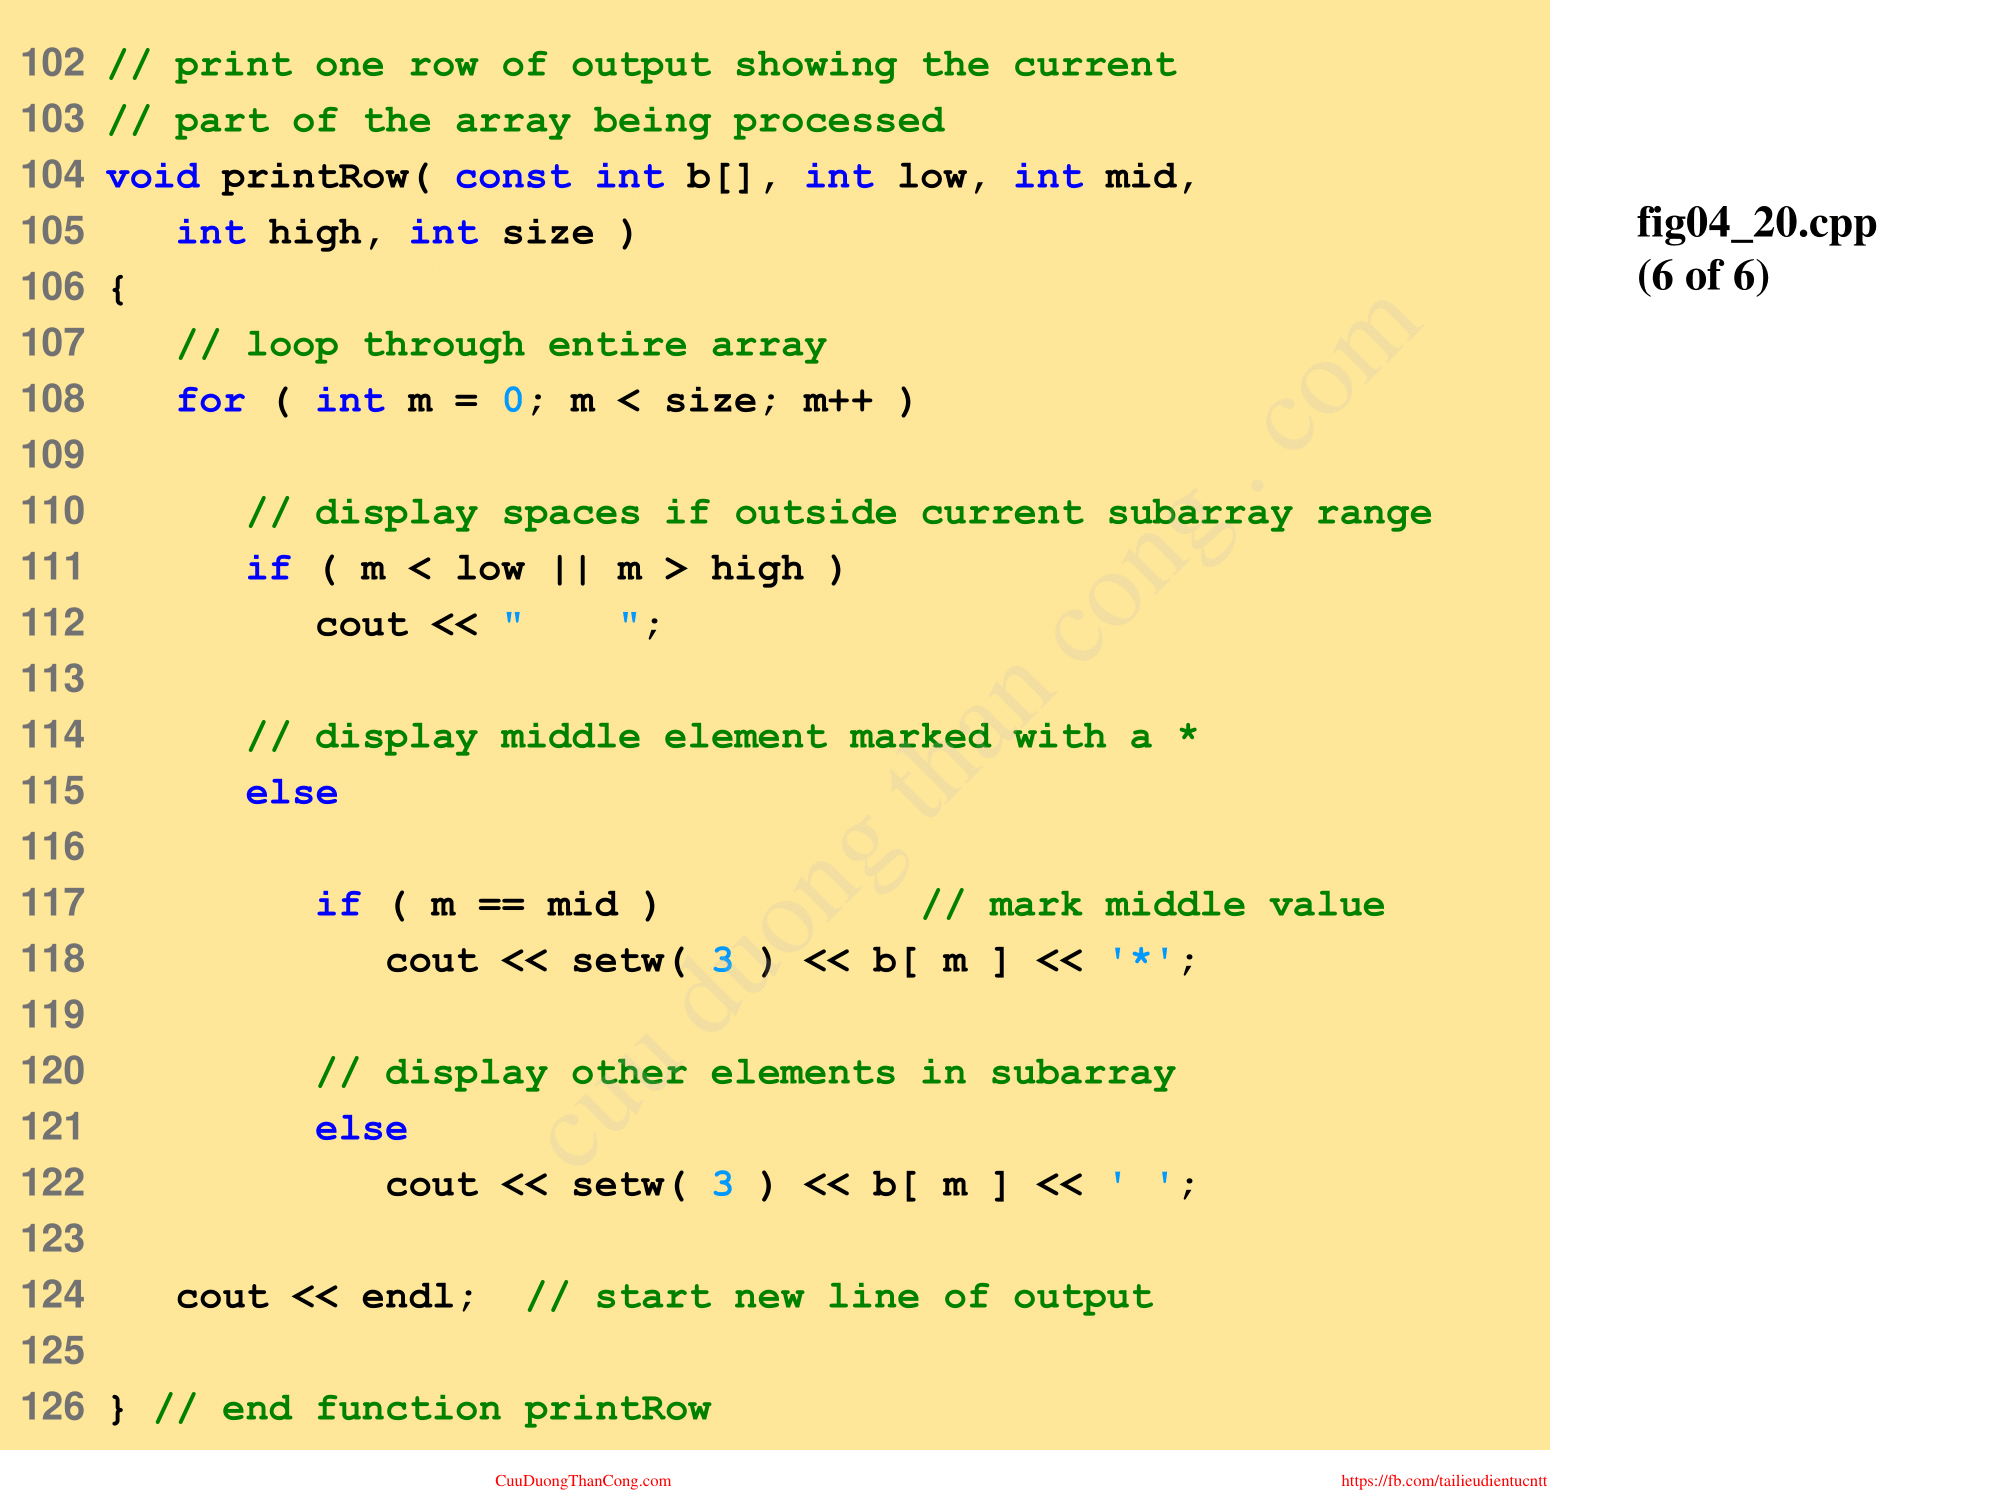 102 // print one row of output showing the current
103 // part of the array being processed
104 void printRow( const int b[], int low, int mid,
105    int high, int size )
106 {
107    // loop through entire array
108    for ( int m = 0; m < size; m++ )
109
110       // display spaces if outside current subarray range
111       if ( m < low || m > high )
112          cout << "    ";
113
114       // display middle element marked with a *
115       else
116
117          if ( m == mid )           // mark middle value
118             cout << setw( 3 ) << b[ m ] << '*';
119
120          // display other elements in subarray
121          else
122             cout << setw( 3 ) << b[ m ] << ' ';
123
124    cout << endl;  // start new line of output
125
126 } // end function printRow
fig04_20.cpp
(6 of 6)
cuu duong than cong . com
CuuDuongThanCong.com
https://fb.com/tailieudientucntt